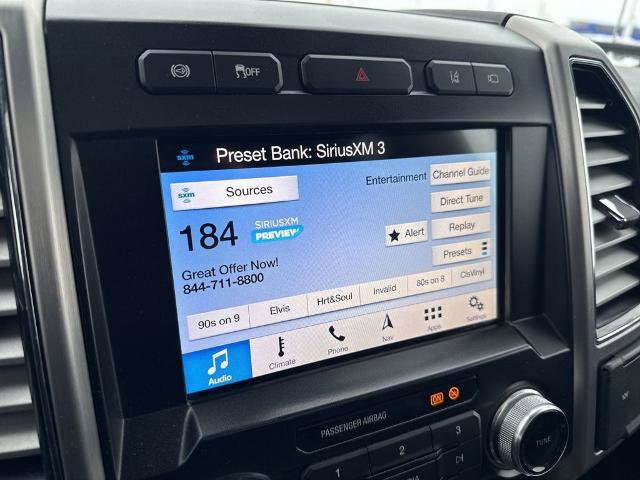 OFF
sxm Preset Bank: SiriusXM 3
sxm Sources
Entertainment
Channel Guide
Direct Tune
184
SIRIUSXM
PREVIEW
Alert
Replay
Presets
Great Offer Now!
844-711-8800
90s on 9 Elvis Hrt&Soul Invalid 80s on 8 ClsVinyl
Audio Climate Phone Nav Apps Settings
PASSENGER AIRBAG ON
TUNE
1 2 3